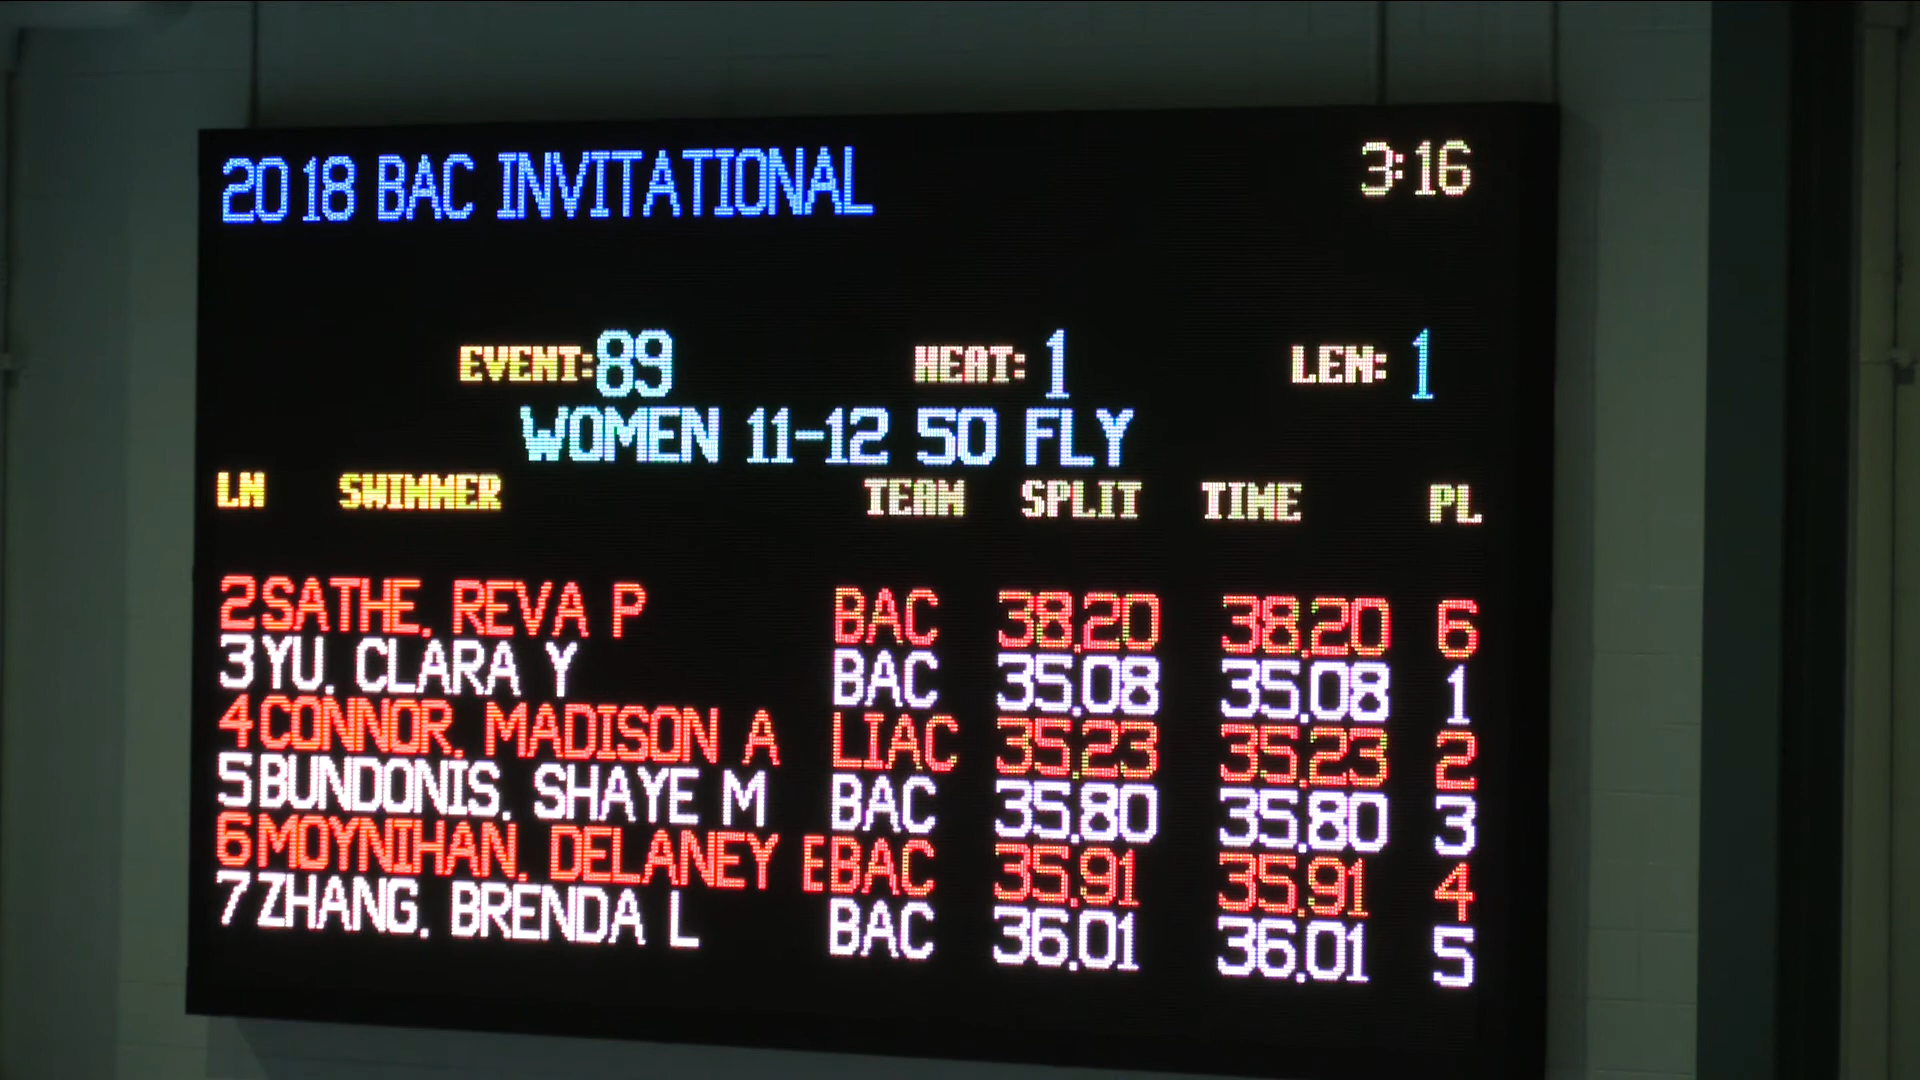 2018 BAC INVITATIONAL 3:16
EVENT:89 HEAT: 1 LEN: 1
WOMEN 11-12 50 FLY
LN SWIMMER TEAM SPLIT TIME PL
2 SATHE, REVA P BAC 38.20 38.20 6
3 YU, CLARA Y BAC 35.08 35.08 1
4 CONNOR, MADISON A LIAC 35.23 35.23 2
5 BUNDONIS, SHAYE M BAC 35.80 35.80 3
6 MOYNIHAN, DELANEY E BAC 35.91 35.91 4
7 ZHANG, BRENDA L BAC 36.01 36.01 5